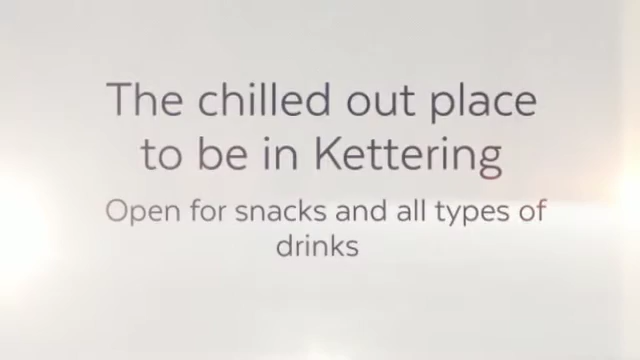 The chilled out place
to be in Kettering
Open for snacks and all types of
drinks